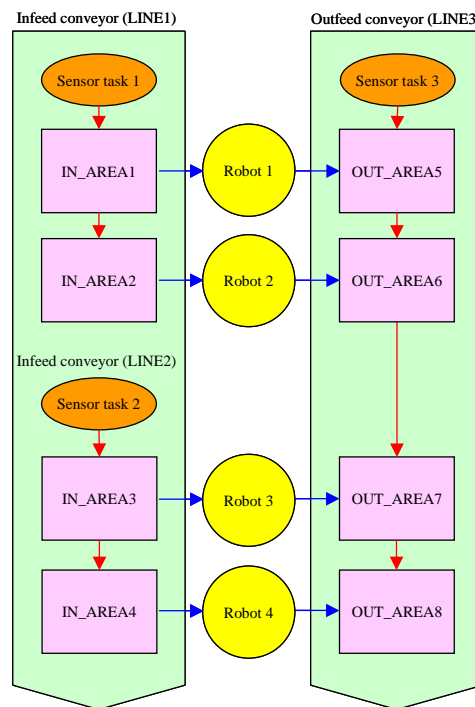 Infeed conveyor (LINE1)
Outfeed conveyor (LINE3
Sensor task 1
Sensor task 3
IN_AREA1
Robot 1
OUT_AREA5
IN_AREA2
Robot 2
OUT_AREA6
Infeed conveyor (LINE2)
Sensor task 2
IN_AREA3
Robot 3
OUT_AREA7
IN_AREA4
Robot 4
OUT_AREA8